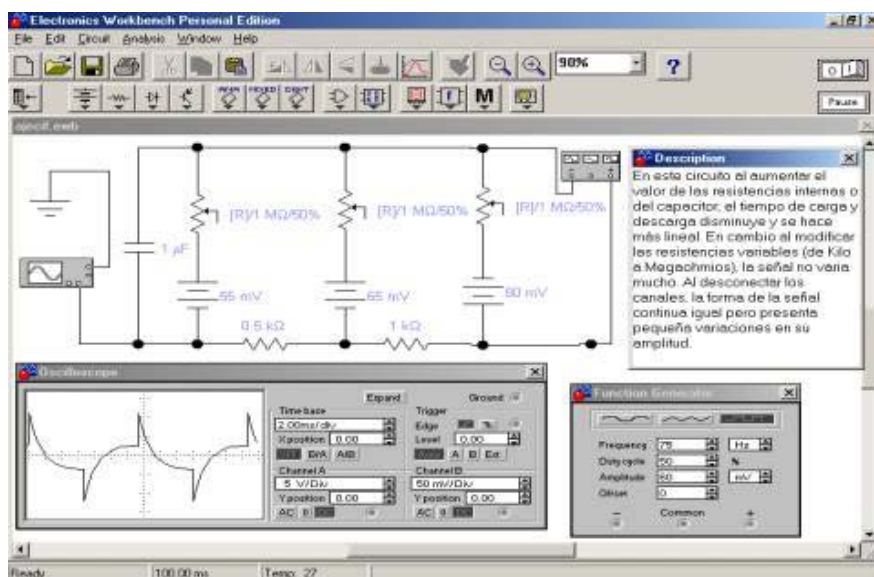 Electronics Workbench Personal Edition
File Edit Circuit Analysis Window Help
90%
?
M
Pause
[R]/1 MΩ/50%
[R]/1 MΩ/50%
[R]/1 MΩ/50%
1 µF
55 mV
65 mV
0.5 kΩ
1 kΩ
Description
En este circuito al aumentar el
valor de las resistencias internas o
del capacitor, el tiempo de carga y
descarga disminuye y se hace
más lineal. En cambio al modificar
las resistencias variables (de Kilo
a Megaohmios), la señal no varia
mucho. Al desconectar los
canales, la forma de la señal
continua igual pero presenta
pequeña variaciones en su
amplitud.
Oscilloscope
Expand Ground
Time base Trigger
2.00ms/div Edge
X position 0.00 Level 0.00
B/A A/B A B Ext
Channel A Channel B
5 V/Div 50 mV/Div
Y position 0.00 Y position 0.00
AC 0 AC 0
Function Generator
Frequency 75 Hz
Duty cycle 50 %
Amplitude 60 mV
Offset 0
− Common +
Ready 100.00 ms Temp: 27